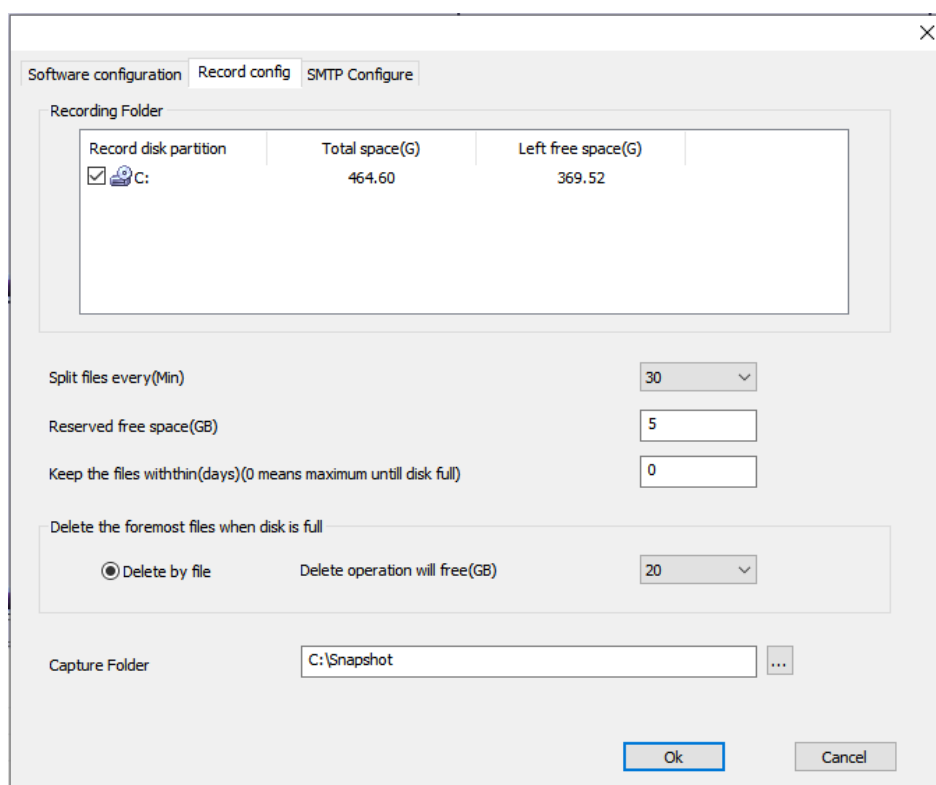 Software configuration Record config SMTP Configure
Recording Folder
Record disk partition Total space(G) Left free space(G)
C: 464.60 369.52
Split files every(Min) 30
Reserved free space(GB) 5
Keep the files withthin(days)(0 means maximum untill disk full) 0
Delete the foremost files when disk is full
Delete by file Delete operation will free(GB) 20
Capture Folder C:\Snapshot ...
Ok Cancel